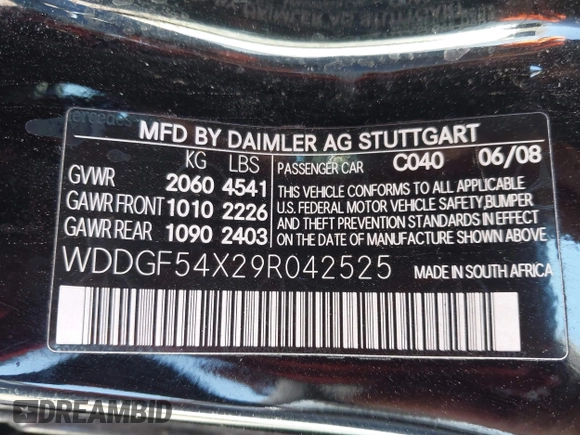 MFD BY DAIMLER AG STUTTGART
KG LBS PASSENGER CAR C040 06/08
GVWR 2060 4541
GAWR FRONT 1010 2226
GAWR REAR 1090 2403
THIS VEHICLE CONFORMS TO ALL APPLICABLE
U.S. FEDERAL MOTOR VEHICLE SAFETY, BUMPER
AND THEFT PREVENTION STANDARDS IN EFFECT
ON THE DATE OF MANUFACTURE SHOWN ABOVE.
WDDGF54X29R042525 MADE IN SOUTH AFRICA
DREAMBID